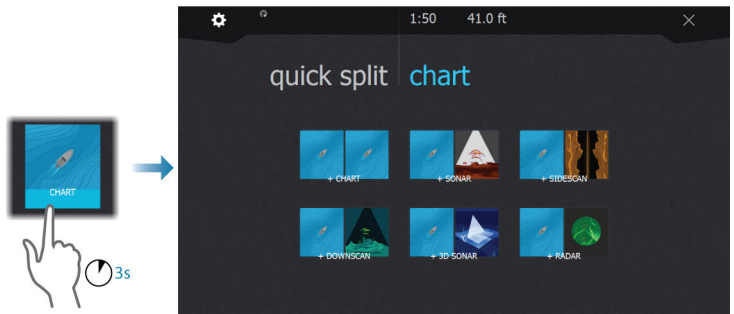 1:50 41.0 ft
quick split chart
CHART
3s
+ CHART + SONAR + SIDESCAN
+ DOWNSCAN + 3D SONAR + RADAR